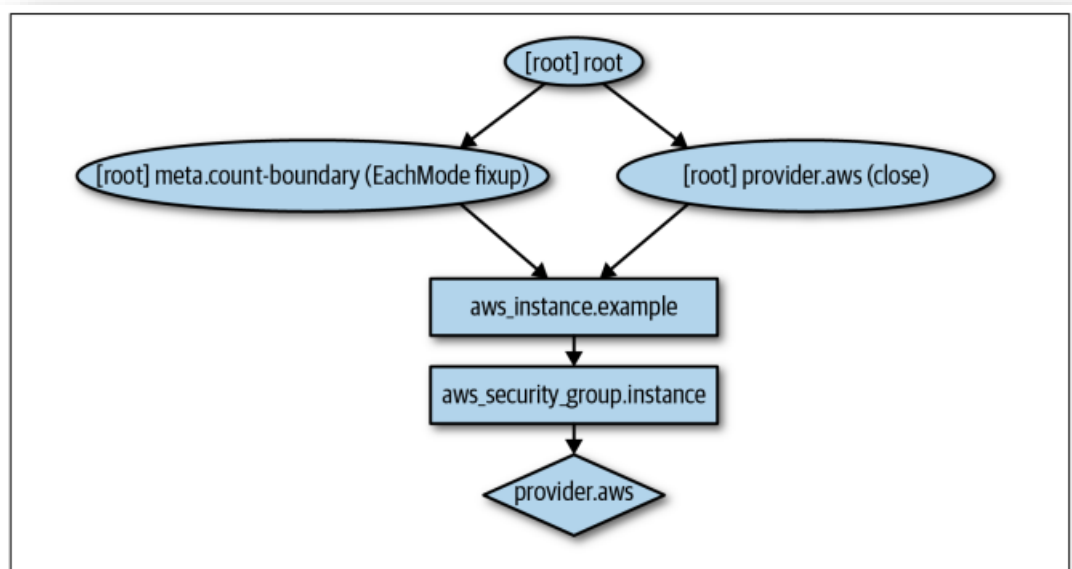 [root] root
[root] meta.count-boundary (EachMode fixup)
[root] provider.aws (close)
aws_instance.example
aws_security_group.instance
provider.aws